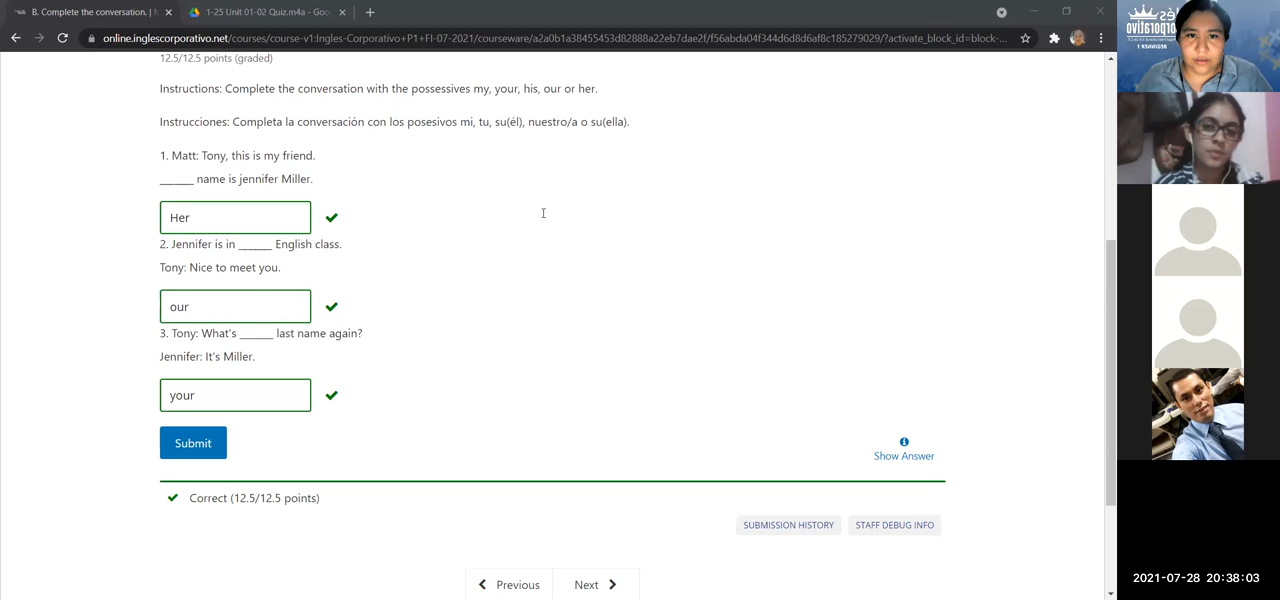 B. Complete the conversation. |
1-25 Unit 01-02 Quiz.m4a - Goo
online.inglescorporativo.net/courses/course-v1:Ingles-Corporativo+P1+FI-07-2021/courseware/a2a0b1a38455453d82888a22eb7dae2f/f56abda04f344d6d8d6af8c185279029/?activate_block_id=block-...
12.5/12.5 points (graded)
Instructions: Complete the conversation with the possessives my, your, his, our or her.
Instrucciones: Completa la conversación con los posesivos mi, tu, su(él), nuestro/a o su(ella).
1. Matt: Tony, this is my friend.
______ name is jennifer Miller.
Her
2. Jennifer is in ______ English class.
Tony: Nice to meet you.
our
3. Tony: What's ______ last name again?
Jennifer: It's Miller.
your
Submit
Show Answer
Correct (12.5/12.5 points)
SUBMISSION HISTORY
STAFF DEBUG INFO
Previous
Next
2021-07-28 20:38:03